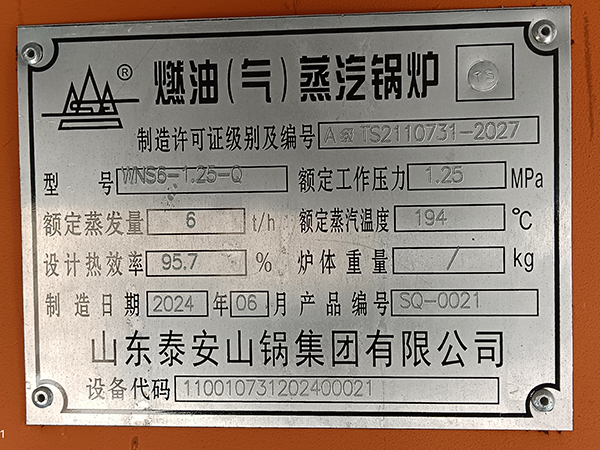 ® 燃油(气)蒸汽锅炉
制造许可证级别及编号 A级 TS2110731-2027
型号 WNS6-1.25-Q 额定工作压力 1.25 MPa
额定蒸发量 6 t/h 额定蒸汽温度 194 ℃
设计热效率 95.7 % 炉体重量 / kg
制造日期 2024 年 06 月 产品编号 SQ-0021
山东泰安山锅集团有限公司
设备代码 110010731202400021